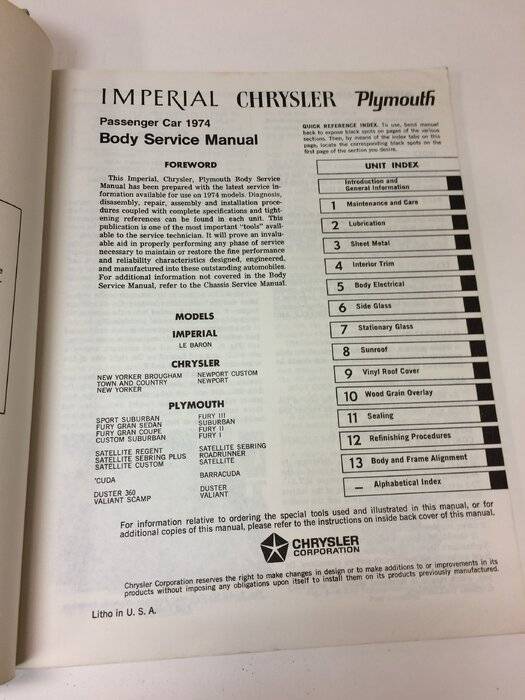 IMPERIAL CHRYSLER Plymouth
Passenger Car 1974
Body Service Manual
QUICK REFERENCE INDEX. To use, bend manual
back to expose black spots on pages of the various
sections. Then, by means of the index tabs on this
page, locate the corresponding black spots on the
first page of the section you desire.
FOREWORD
This Imperial, Chrysler, Plymouth Body Service
Manual has been prepared with the latest service in-
formation available for use on 1974 models. Diagnosis,
disassembly, repair, assembly and installation proce-
dures coupled with complete specifications and tight-
ening references can be found in each unit. This
publication is one of the most important "tools" avail-
able to the service technician. It will prove an invalu-
able aid in properly performing any phase of service
necessary to maintain or restore the fine performance
and reliability characteristics designed, engineered,
and manufactured into these outstanding automobiles.
For additional information not covered in the Body
Service Manual, refer to the Chassis Service Manual.
MODELS
IMPERIAL
LE BARON
CHRYSLER
NEW YORKER BROUGHAM NEWPORT CUSTOM
TOWN AND COUNTRY NEWPORT
NEW YORKER
PLYMOUTH
SPORT SUBURBAN FURY III
FURY GRAN SEDAN SUBURBAN
FURY GRAN COUPE FURY II
CUSTOM SUBURBAN FURY I
SATELLITE REGENT SATELLITE SEBRING
SATELLITE SEBRING PLUS ROADRUNNER
SATELLITE CUSTOM SATELLITE
'CUDA BARRACUDA
DUSTER 360 DUSTER
VALIANT SCAMP VALIANT
UNIT INDEX
Introduction and
General Information
1 Maintenance and Care
2 Lubrication
3 Sheet Metal
4 Interior Trim
5 Body Electrical
6 Side Glass
7 Stationary Glass
8 Sunroof
9 Vinyl Roof Cover
10 Wood Grain Overlay
11 Sealing
12 Refinishing Procedures
13 Body and Frame Alignment
— Alphabetical Index
For information relative to ordering the special tools used and illustrated in this manual, or for
additional copies of this manual, please refer to the instructions on inside back cover of this manual.
CHRYSLER
CORPORATION
Chrysler Corporation reserves the right to make changes in design or to make additions to or improvements in its
products without imposing any obligations upon itself to install them on its products previously manufactured.
Litho in U. S. A.